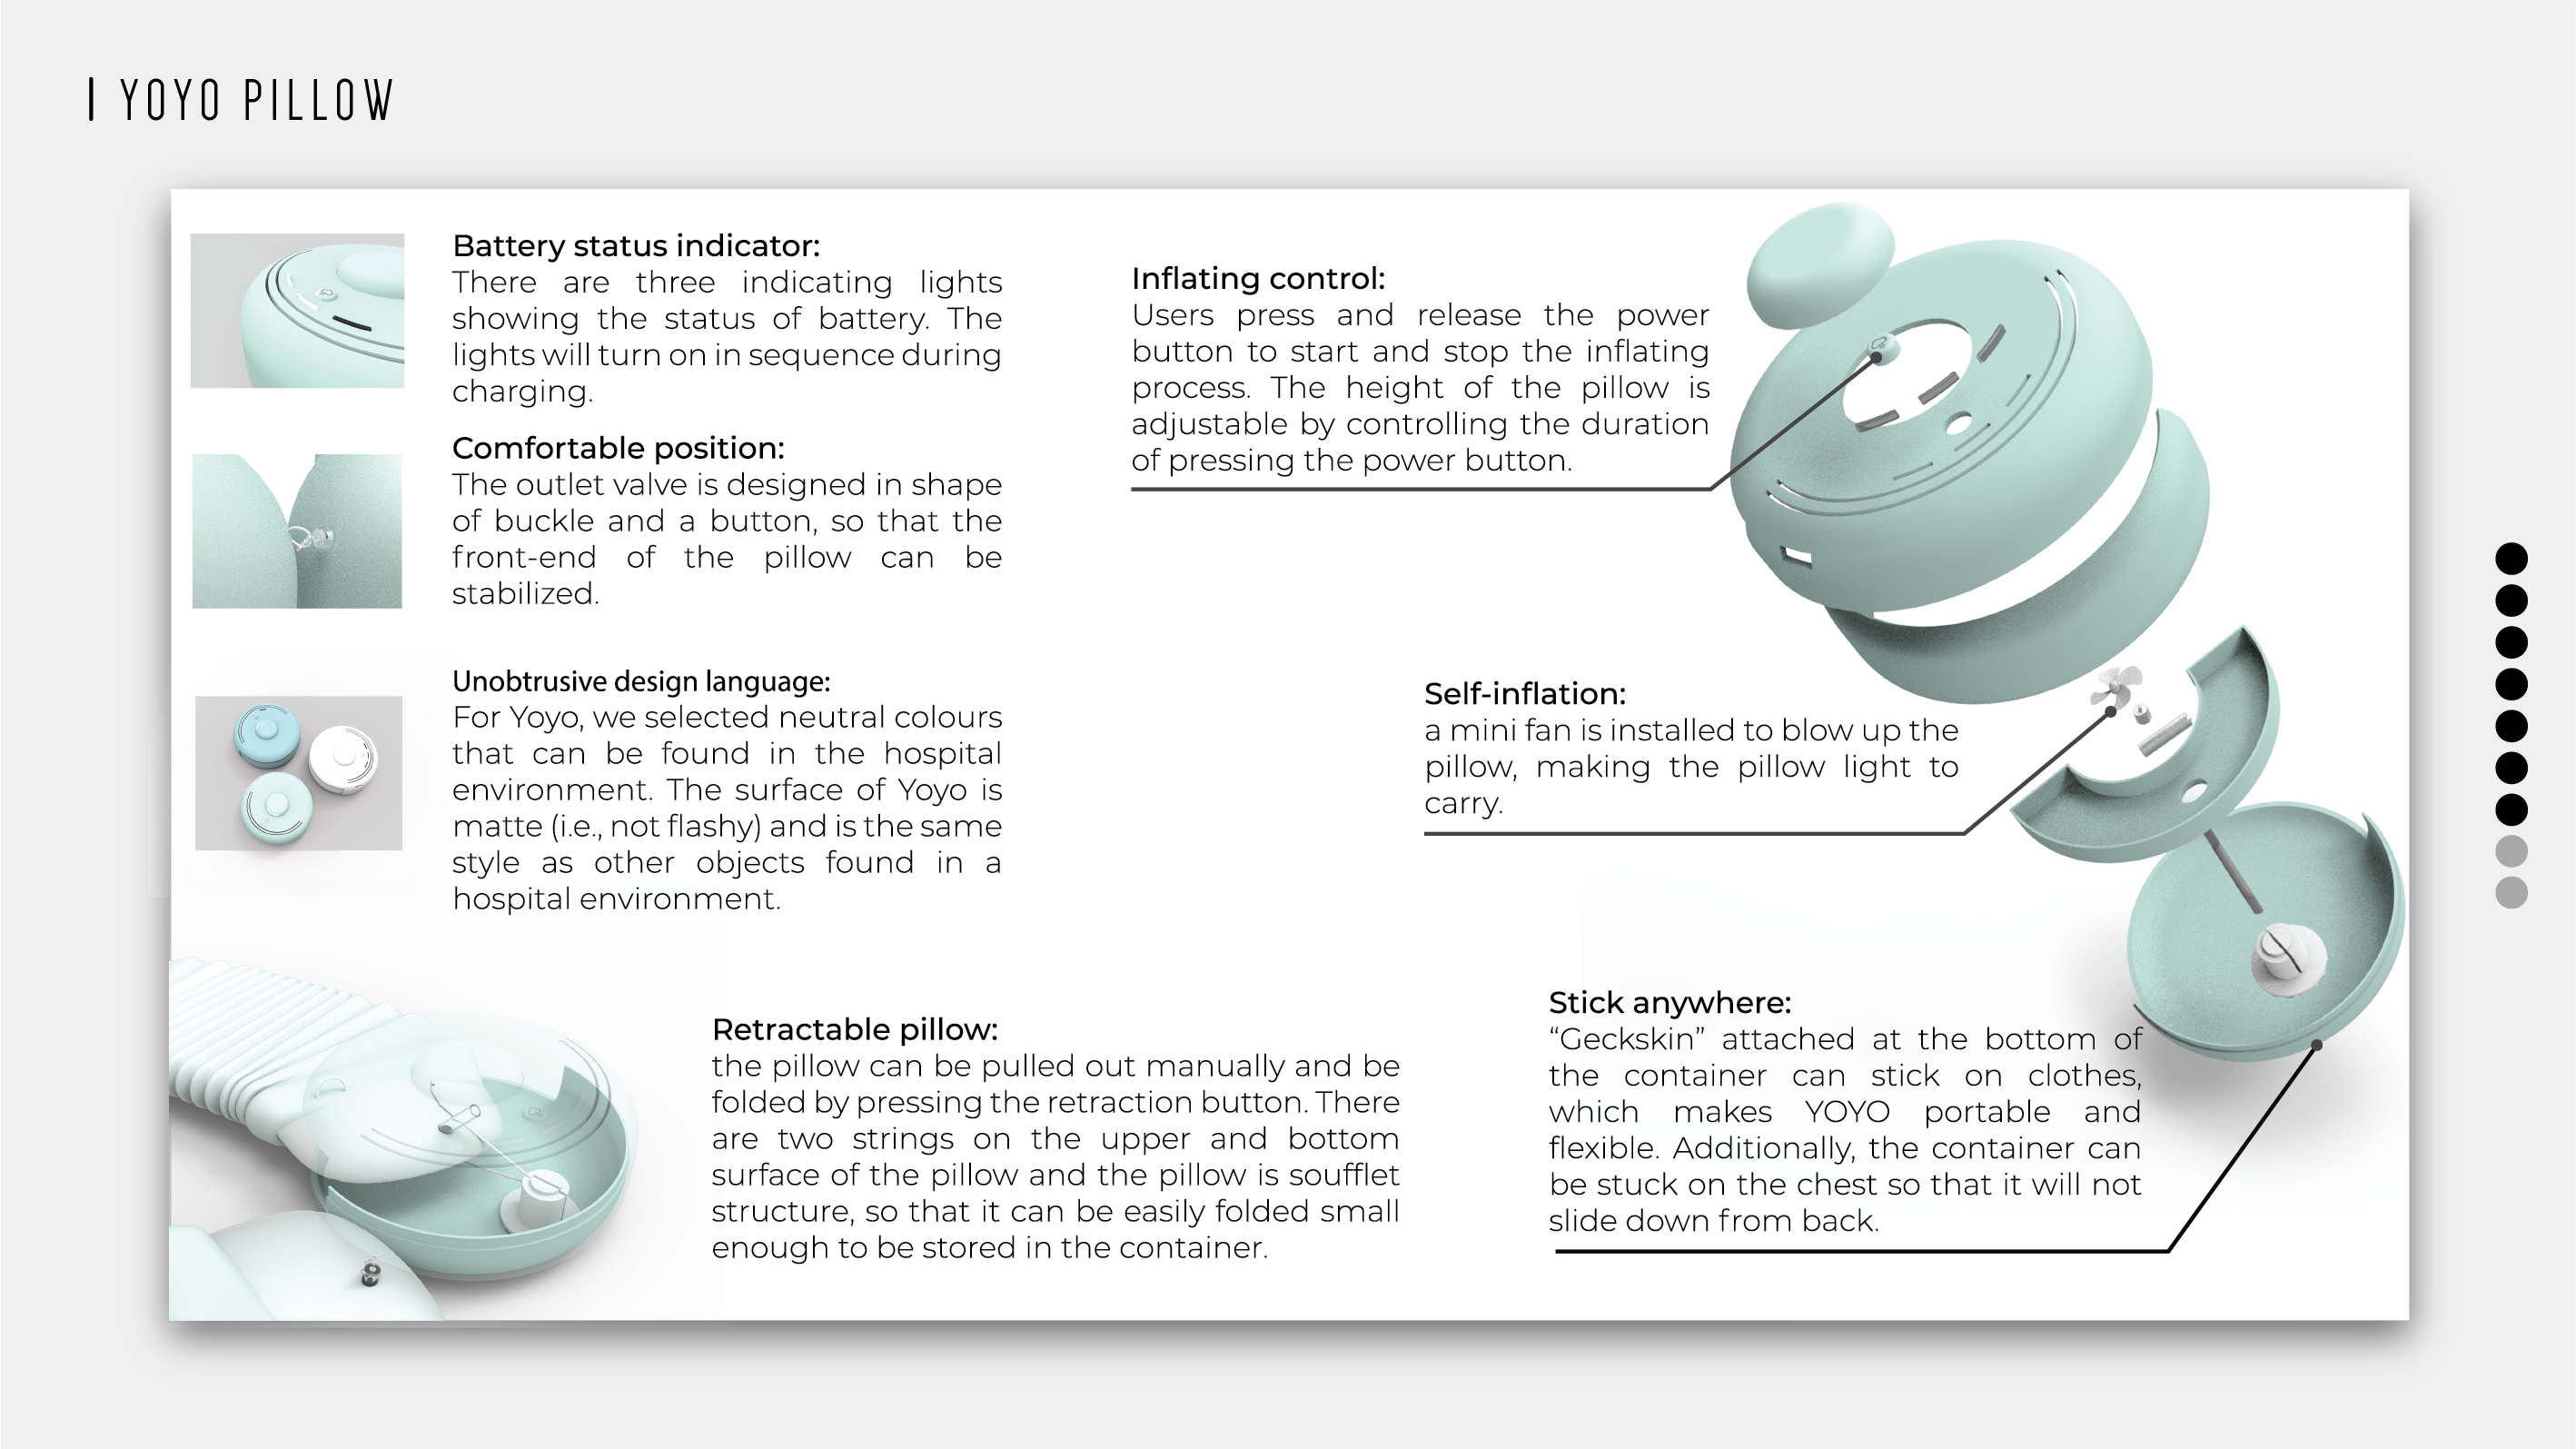 YOYO PILLOW
Battery status indicator:
There are three indicating lights
showing the status of battery. The
lights will turn on in sequence during
charging.
Comfortable position:
The outlet valve is designed in shape
of buckle and a button, so that the
front-end of the pillow can be
stabilized.
Unobtrusive design language:
For Yoyo, we selected neutral colours
that can be found in the hospital
environment. The surface of Yoyo is
matte (i.e., not flashy) and is the same
style as other objects found in a
hospital environment.
Retractable pillow:
the pillow can be pulled out manually and be
folded by pressing the retraction button. There
are two strings on the upper and bottom
surface of the pillow and the pillow is soufflet
structure, so that it can be easily folded small
enough to be stored in the container.
Inflating control:
Users press and release the power
button to start and stop the inflating
process. The height of the pillow is
adjustable by controlling the duration
of pressing the power button.
Self-inflation:
a mini fan is installed to blow up the
pillow, making the pillow light to
carry.
Stick anywhere:
“Geckskin” attached at the bottom of
the container can stick on clothes,
which makes YOYO portable and
flexible. Additionally, the container can
be stuck on the chest so that it will not
slide down from back.